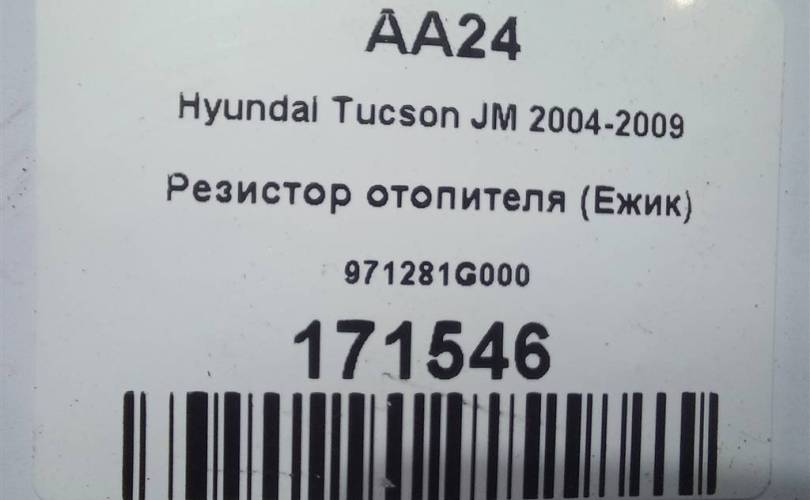 AA24
Hyundai Tucson JM 2004-2009
Резистор отопителя (Ежик)
971281G000
171546